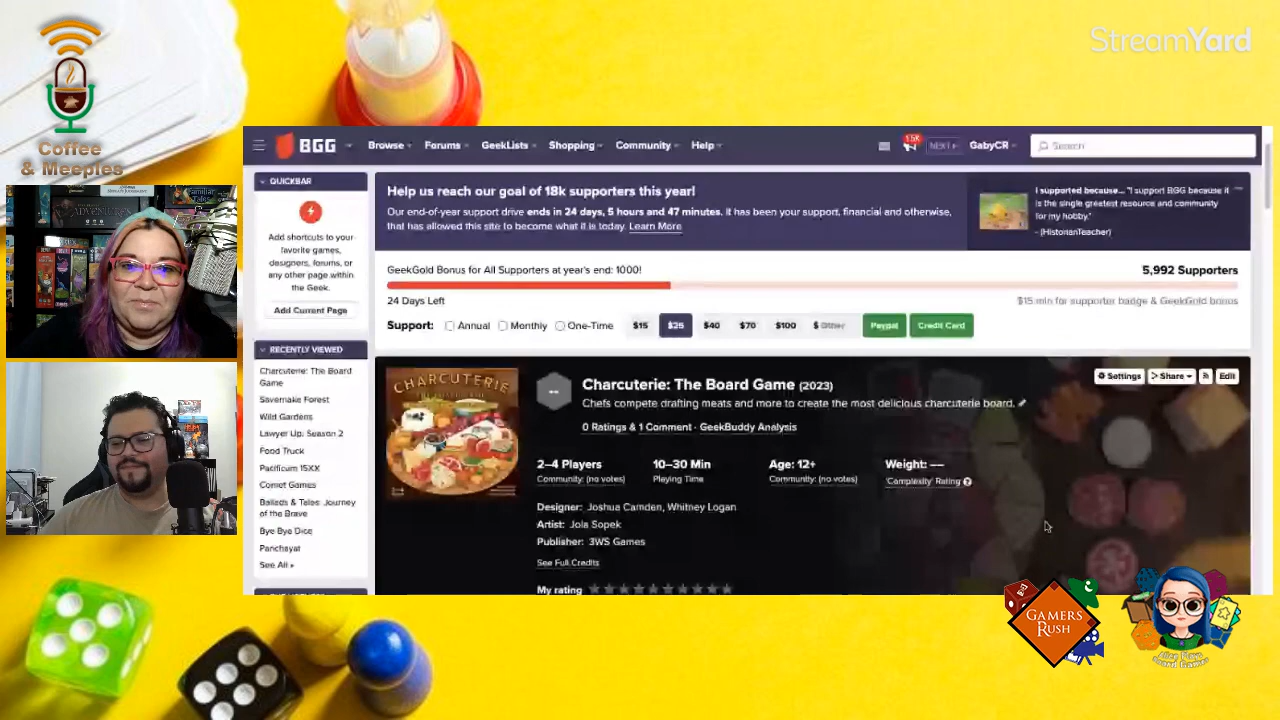 StreamYard
Coffee
& Meeples
BGG
Browse
Forums
GeekLists
Shopping
Community
Help
1.5K
NEXT
GabyCR
Search
QUICKBAR
Add shortcuts to your
favorite games,
designers, forums, or
any other page within
the Geek.
Add Current Page
RECENTLY VIEWED
Charcuterie: The Board
Game
Savernake Forest
Wild Gardens
Lawyer Up: Season 2
Food Truck
Pacificum 15XX
Comet Games
Ballads & Tales: Journey
of the Brave
Bye Bye Dice
Panchayat
See All »
Help us reach our goal of 18k supporters this year!
Our end-of-year support drive ends in 24 days, 5 hours and 47 minutes. It has been your support, financial and otherwise,
that has allowed this site to become what it is today. Learn More
I supported because... "I support BGG because it
is the single greatest resource and community
for my hobby."
- [HistorianTeacher]
GeekGold Bonus for All Supporters at year's end: 1000!
5,992 Supporters
24 Days Left
$15 min for supporter badge & GeekGold bonus
Support: Annual Monthly One-Time $15 $25 $40 $70 $100 $ Other Paypal Credit Card
CHARCUTERIE
--
Charcuterie: The Board Game (2023)
Settings Share Edit
Chefs compete drafting meats and more to create the most delicious charcuterie board.
0 Ratings & 1 Comment · GeekBuddy Analysis
2–4 Players
Community: (no votes)
10–30 Min
Playing Time
Age: 12+
Community: (no votes)
Weight: --
'Complexity' Rating
Designer: Joshua Camden, Whitney Logan
Artist: Jola Sopek
Publisher: 3WS Games
See Full Credits
My rating
GAMERS
RUSH
Board Games